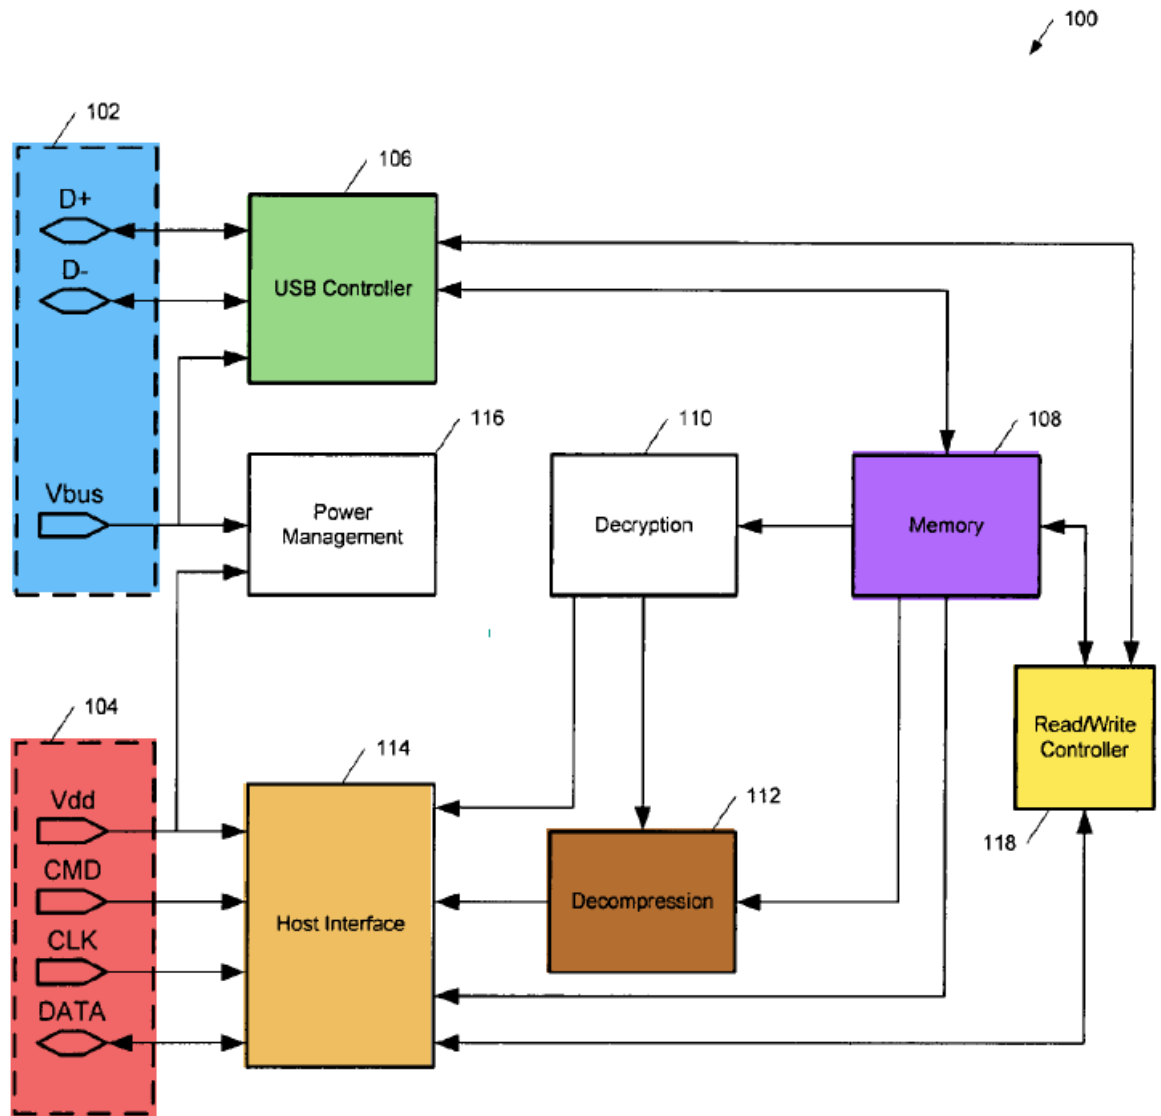 100
102
106
D+
D-
USB Controller
116
110
108
Vbus
Power
Management
Decryption
Memory
104
114
112
Read/Write
Controller
118
Vdd
CMD
CLK
DATA
Host Interface
Decompression